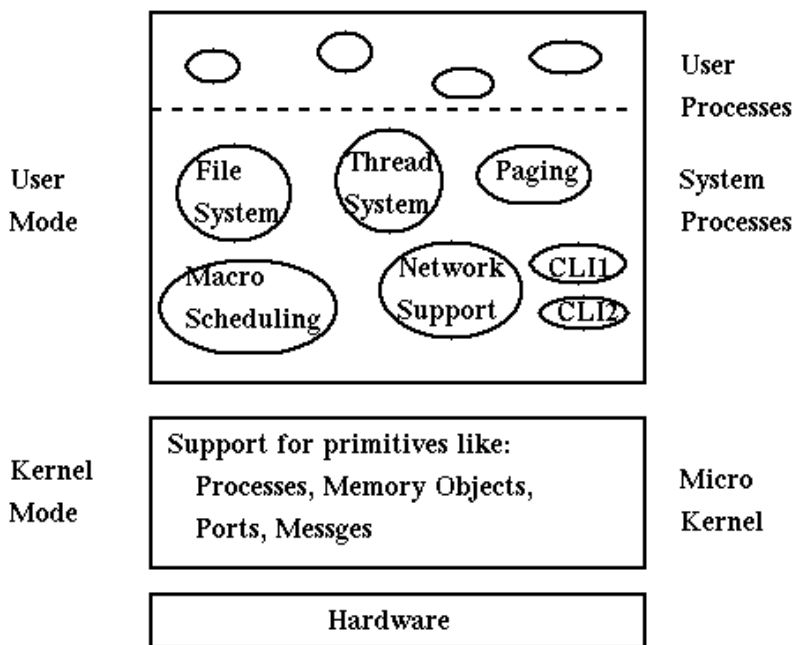 User
Processes
User
Mode
File
System
Thread
System
Paging
System
Processes
Macro
Scheduling
Network
Support
CLI1
CLI2
Kernel
Mode
Support for primitives like:
Processes, Memory Objects,
Ports, Messges
Micro
Kernel
Hardware